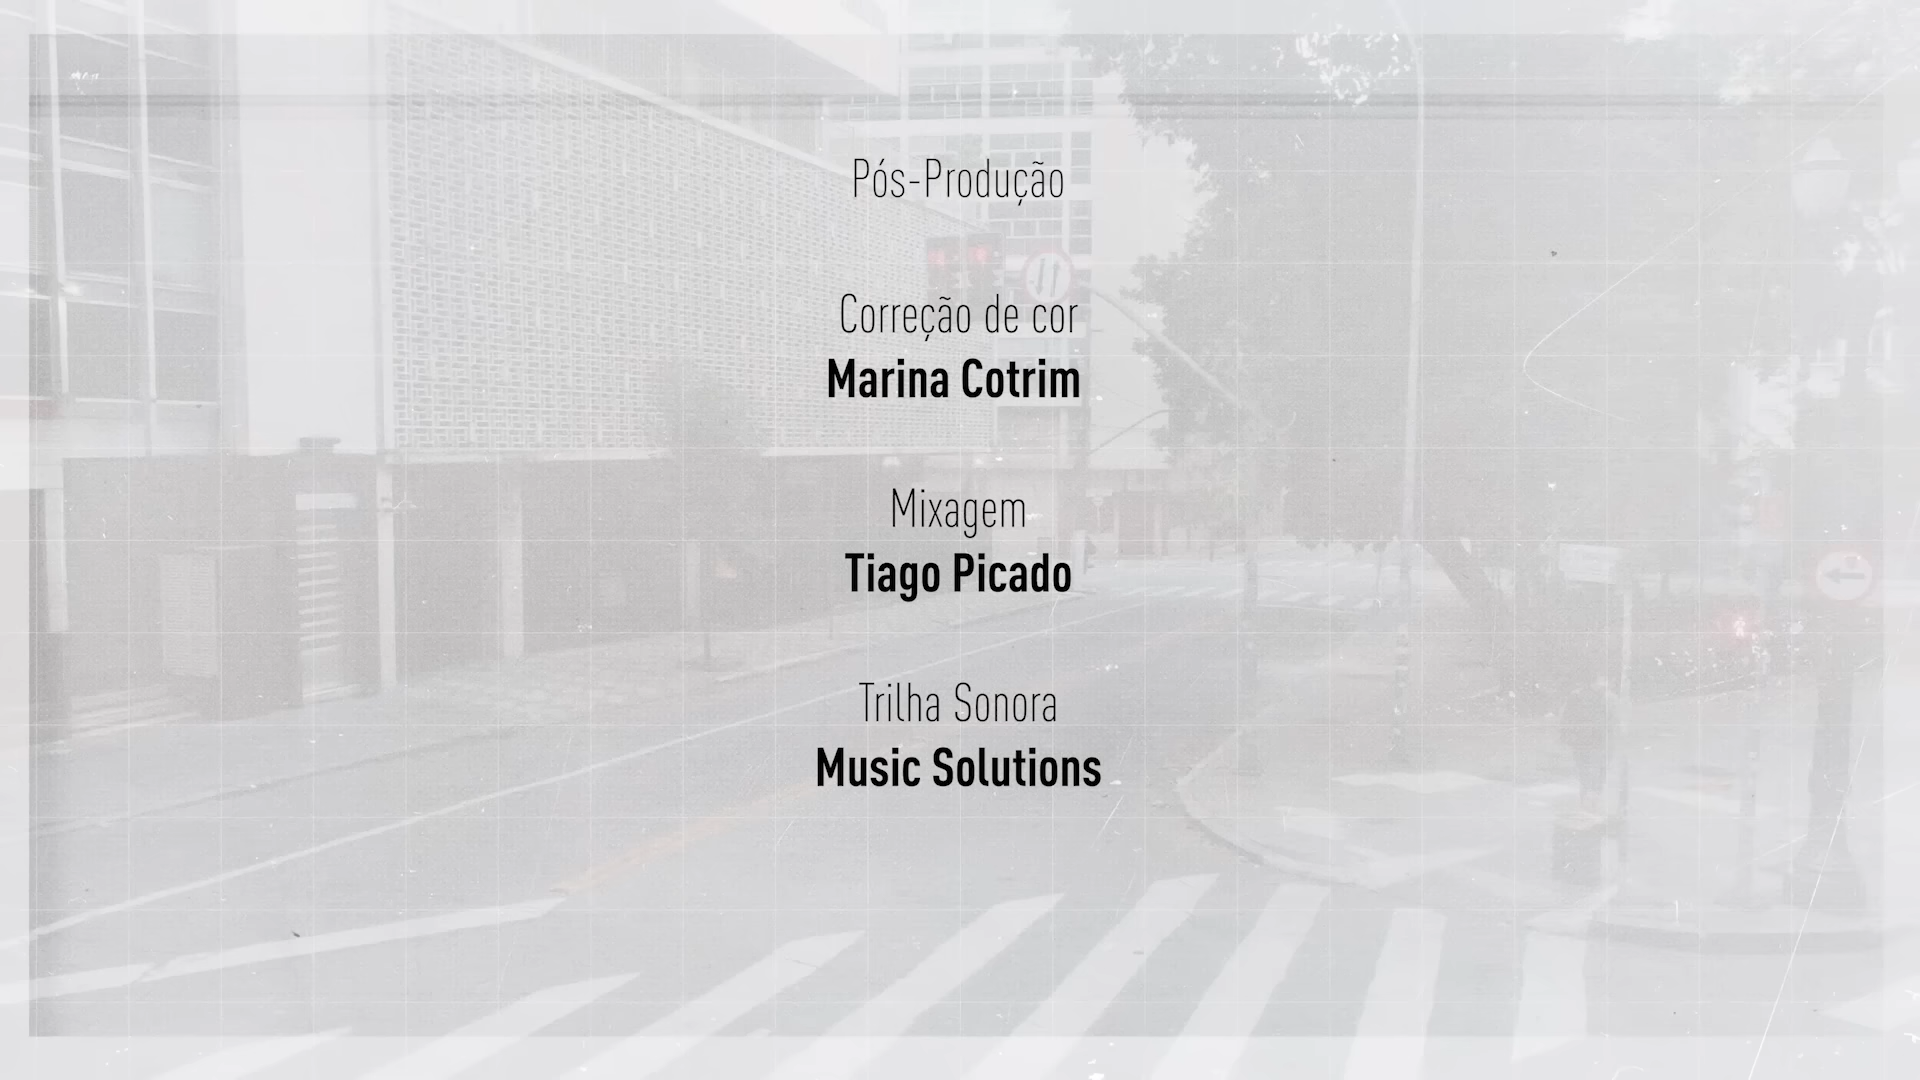 Pós-Produção
Correção de cor
Marina Cotrim
Mixagem
Tiago Picado
Trilha Sonora
Music Solutions